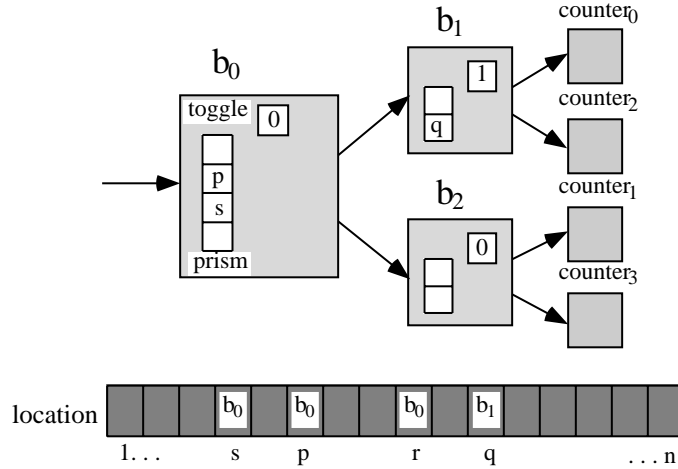 b₀
toggle
0
p
s
prism
b₁
1
q
b₂
0
counter₀
counter₂
counter₁
counter₃
location
b₀ b₀ b₀ b₁
1. . . s p r q . . . n